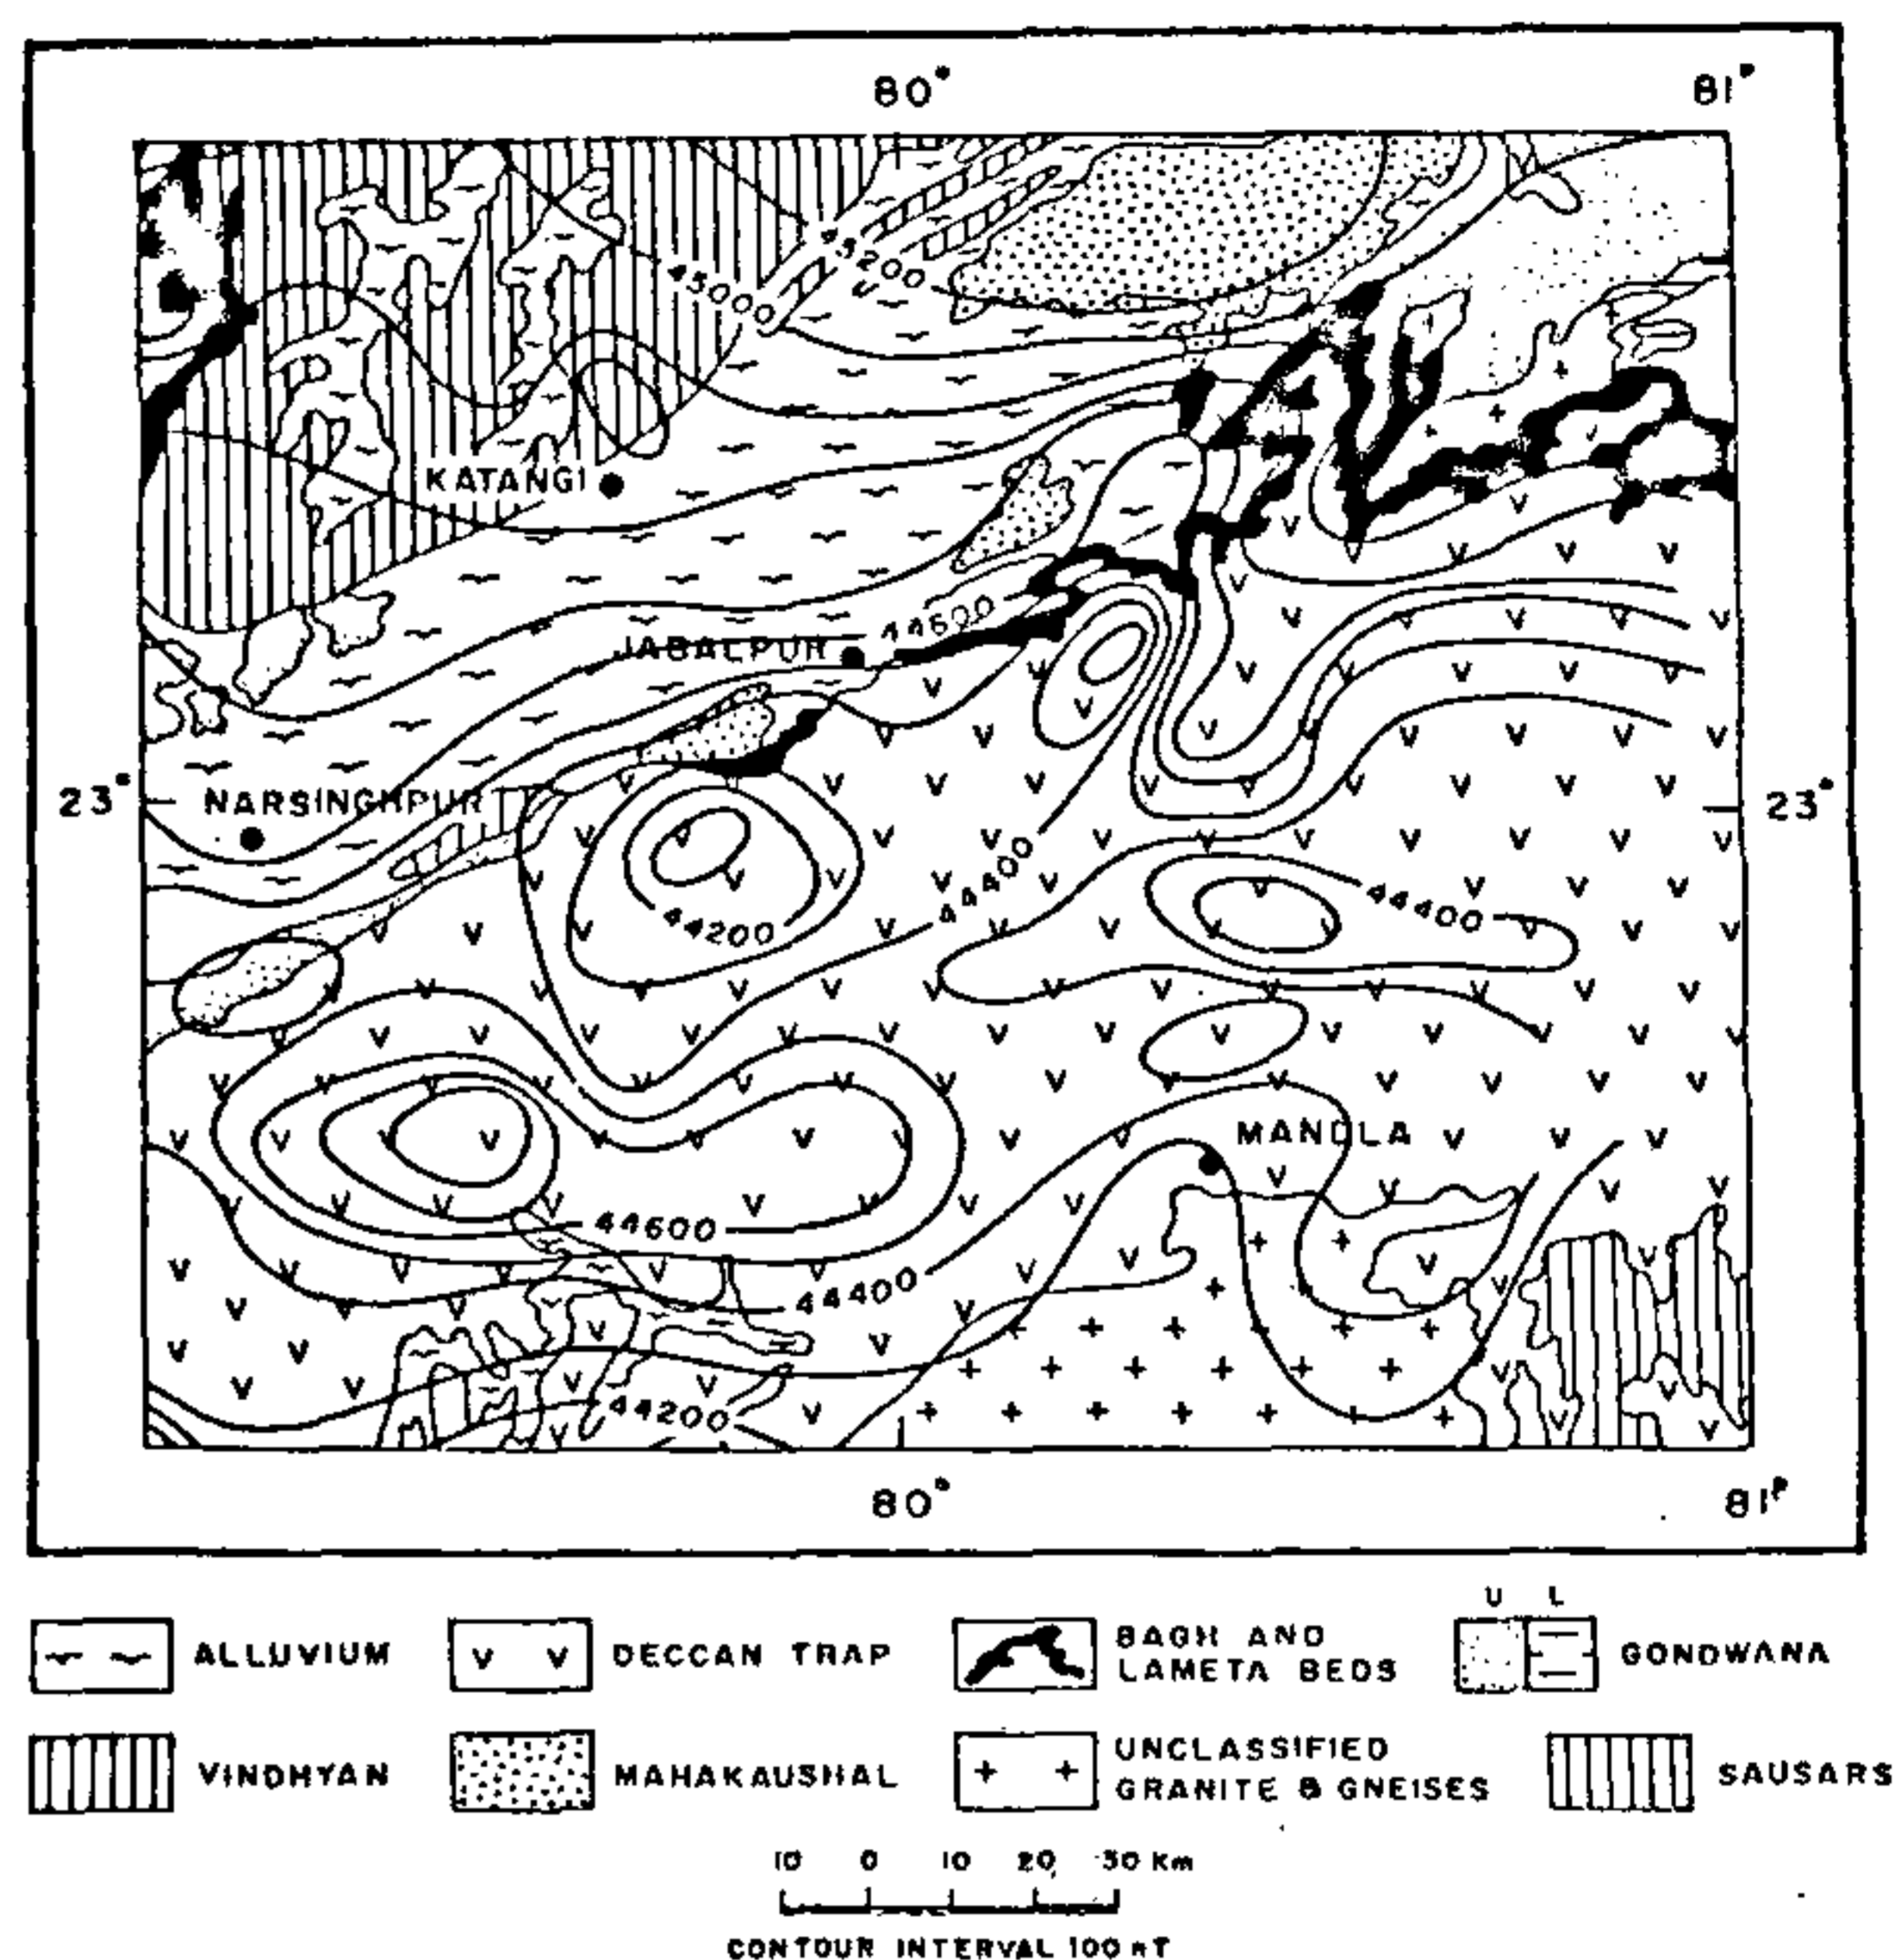 80°
81°
45000
45200
KATANGI
44600
JABALPUR
23°
NARSINGHPUR
23°
44400
44400
44200
MANDLA
44600
44400
44200
80°
81°
U L
ALLUVIUM
DECCAN TRAP
BAGH AND
LAMETA BEDS
GONDWANA
VINDHYAN
MAHAKAUSHAL
UNCLASSIFIED
GRANITE & GNEISES
SAUSARS
10 0 10 20 30 Km
CONTOUR INTERVAL 100 nT